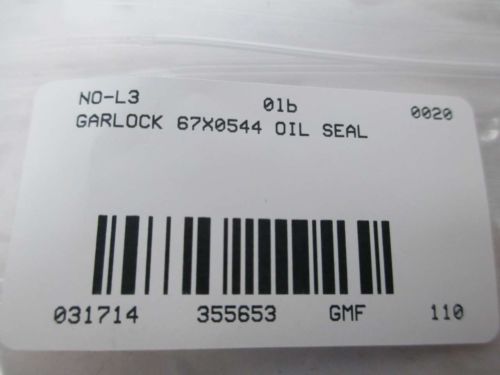 NO-L3 01b 0020
GARLOCK 67X0544 OIL SEAL
031714 355653 GMF 110